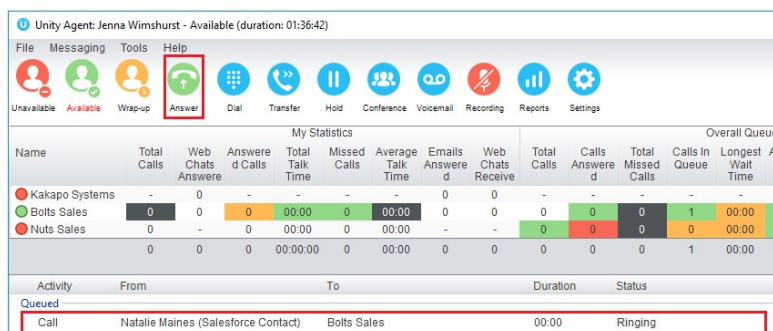 Unity Agent: Jenna Wimshurst - Available (duration: 01:36:42)
File Messaging Tools Help
Unavailable Available Wrap-up Answer Dial Transfer Hold Conference Voicemail Recording Reports Settings
My Statistics Overall Queu
Name Total Calls Web Chats Answere Answere d Calls Total Talk Time Missed Calls Average Talk Time Emails Answere d Web Chats Receive Total Calls Calls Answere d Total Missed Calls Calls In Queue Longest Wait Time A
Kakapo Systems - 0 - - - - 0 0 - - - - -
Bolts Sales 0 0 0 00:00 0 00:00 0 0 0 0 0 1 00:00
Nuts Sales 0 - 0 00:00 0 00:00 - - 0 0 0 0 00:00
0 0 0 00:00:00 0 00:00 0 0 0 0 0 1 00:00
Activity From To Duration Status
Queued
Call Natalie Maines (Salesforce Contact) Bolts Sales 00:00 Ringing